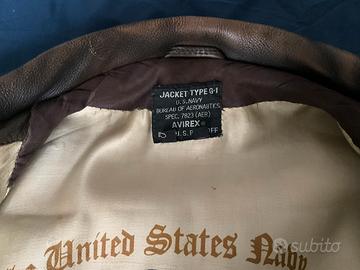 JACKET TYPE G-1
U.S. NAVY
BUREAU OF AERONAUTICS
SPEC. 7823 (AER)
AVIREX®
United States Navy
subito